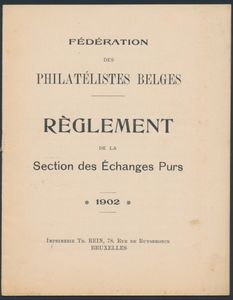 FÉDÉRATION
DES
PHILATÉLISTES BELGES
RÈGLEMENT
DE LA
Section des Échanges Purs
* 1902 *
IMPRIMERIE TH. REIN, 78, RUE DE RUYSBROECK
BRUXELLES